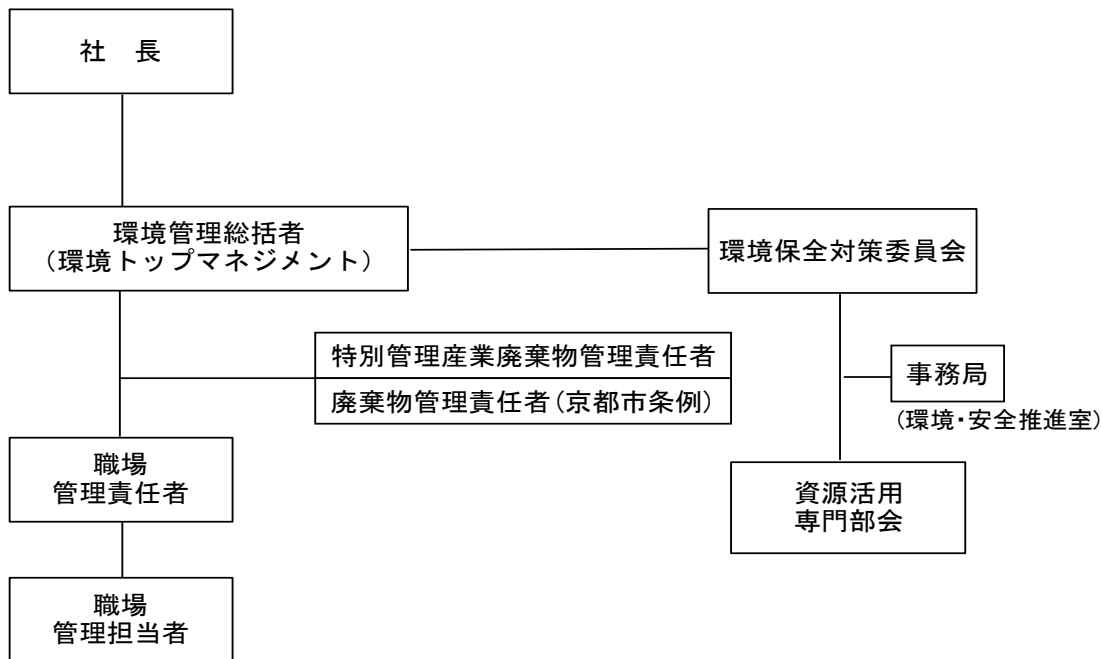 社　長
環境管理総括者
（環境トップマネジメント）
環境保全対策委員会
特別管理産業廃棄物管理責任者
廃棄物管理責任者（京都市条例）
事務局
（環境・安全推進室）
職場
管理責任者
資源活用
専門部会
職場
管理担当者